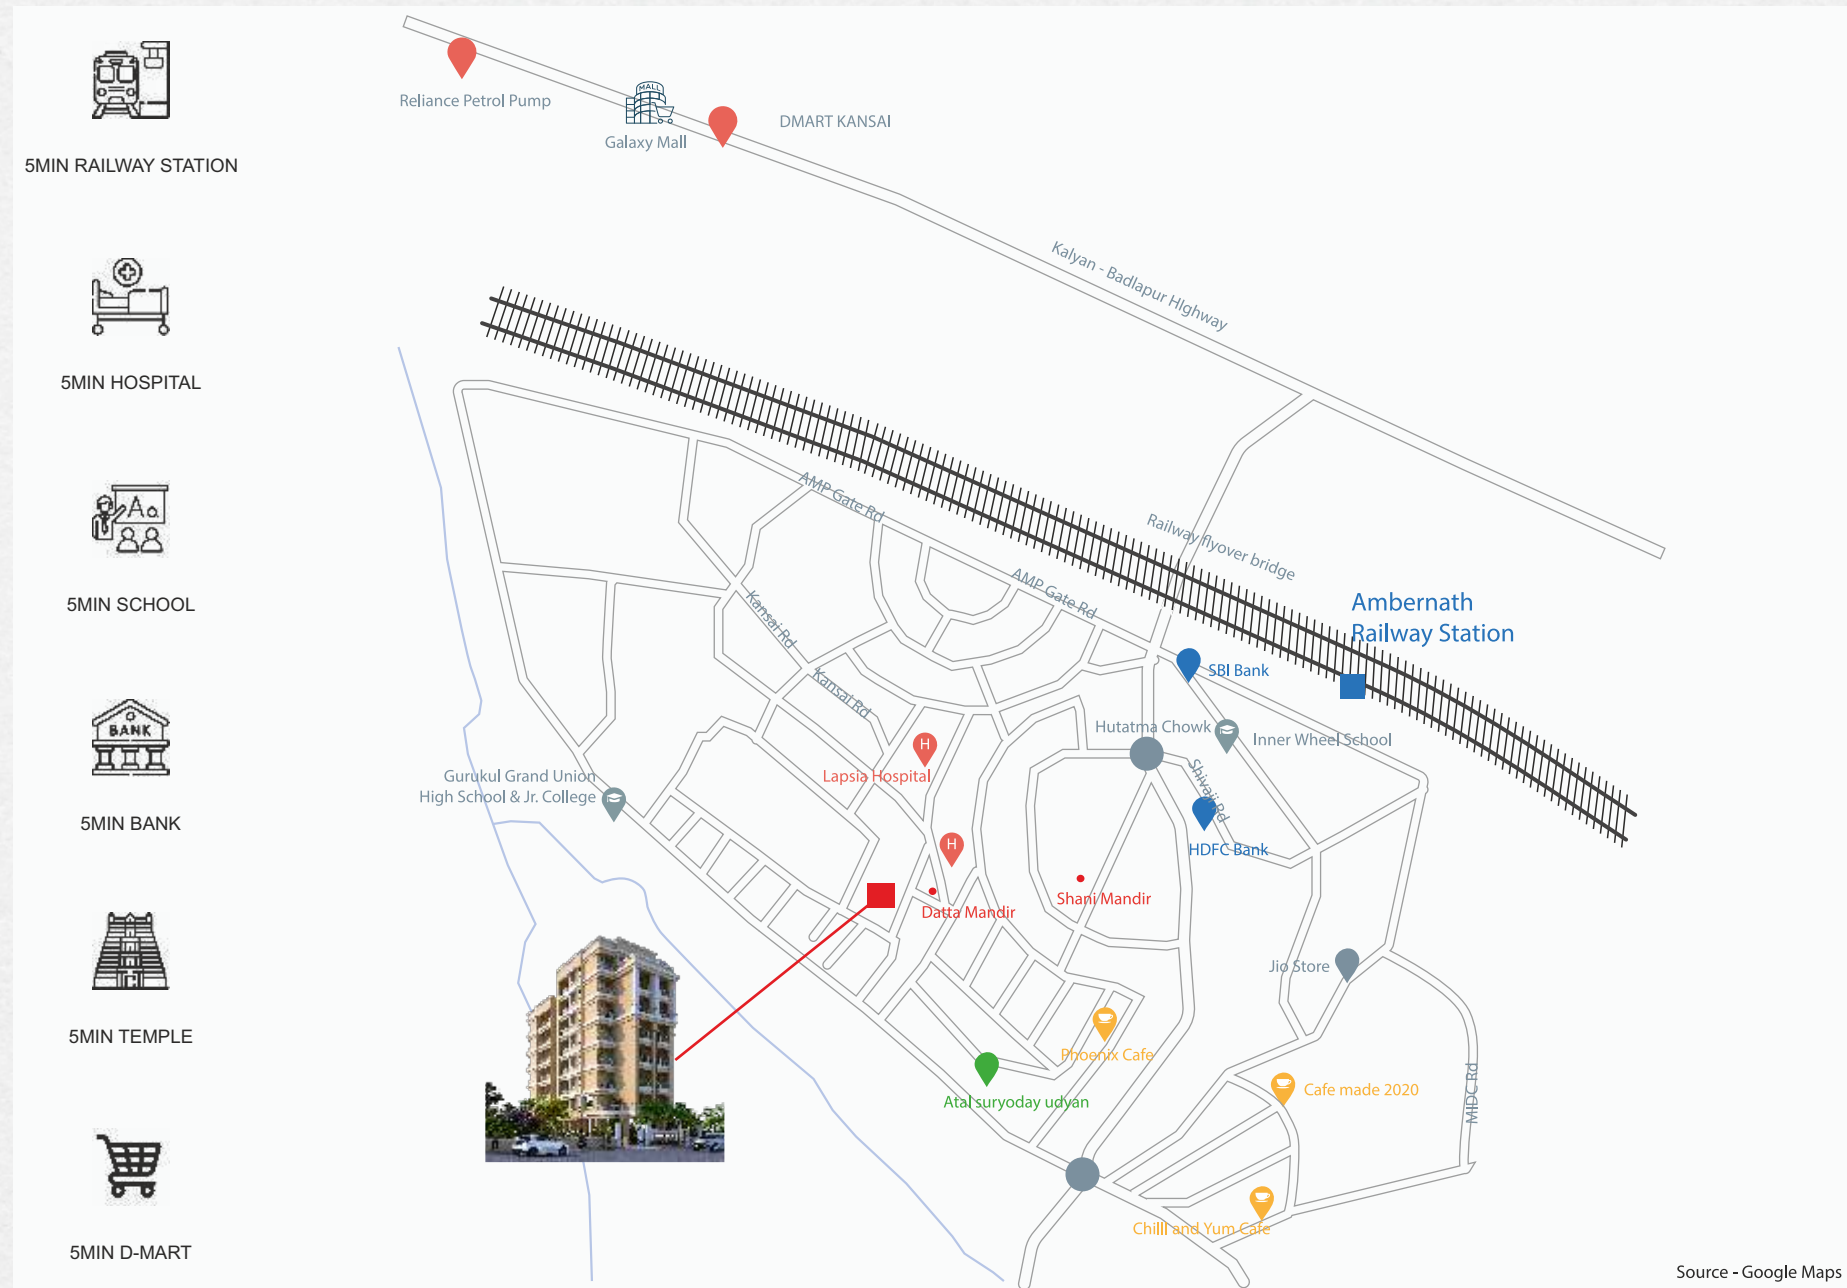 5MIN RAILWAY STATION
5MIN HOSPITAL
Aa
5MIN SCHOOL
BANK
5MIN BANK
5MIN TEMPLE
5MIN D-MART
Reliance Petrol Pump
MALL
Galaxy Mall
DMART KANSAI
Kalyan - Badlapur HIghway
AMP Gate Rd
AMP Gate Rd
Railway flyover bridge
Ambernath
Railway Station
Kansai Rd
Kansai Rd
SBI Bank
Hutatma Chowk
Inner Wheel School
H
Lapsia Hospital
Shivaji Rd
HDFC Bank
Gurukul Grand Union
High School & Jr. College
H
Datta Mandir
Shani Mandir
Jio Store
Phoenix Cafe
Atal suryoday udyan
Cafe made 2020
MIDC Rd
Chilll and Yum Cafe
Source - Google Maps